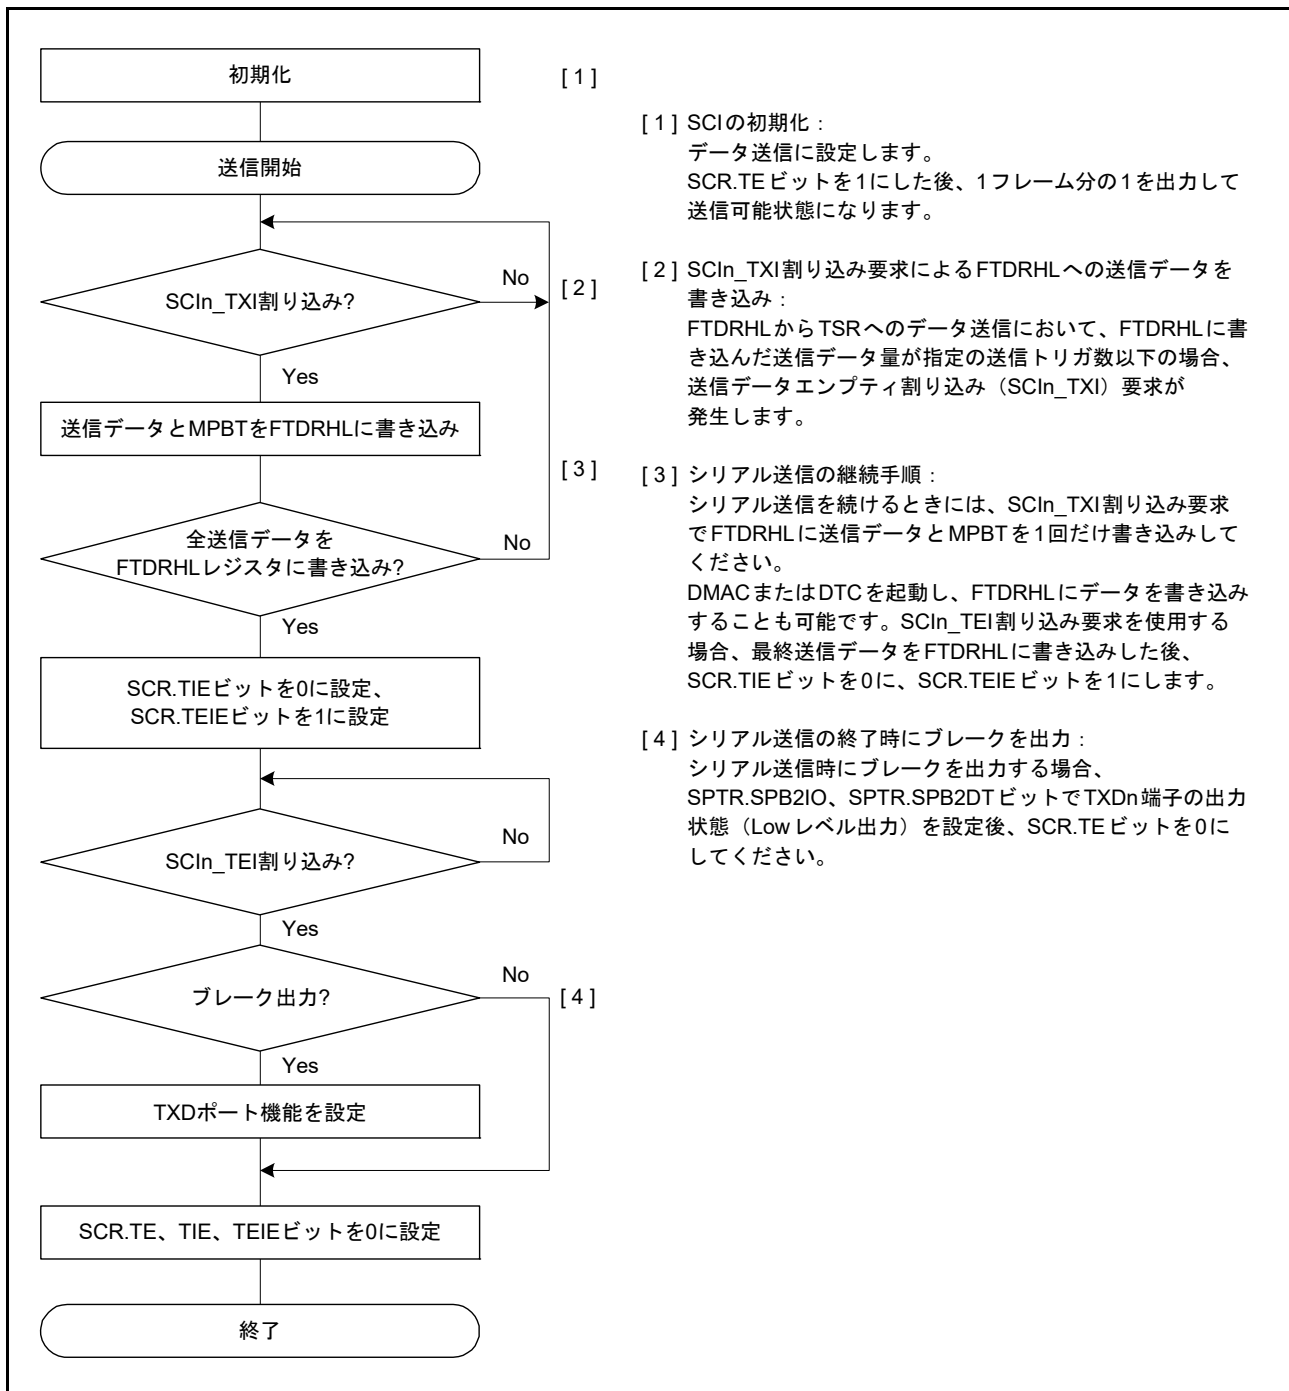 初期化
[ 1 ]
送信開始
SCIn_TXI割り込み?
No
[ 2 ]
Yes
送信データとMPBTをFTDRHLに書き込み
[ 3 ]
全送信データを
FTDRHLレジスタに書き込み?
No
Yes
SCR.TIEビットを0に設定、
SCR.TEIEビットを1に設定
SCIn_TEI割り込み?
No
Yes
ブレーク出力?
No
[ 4 ]
Yes
TXDポート機能を設定
SCR.TE、TIE、TEIEビットを0に設定
終了
[ 1 ] SCIの初期化：
データ送信に設定します。
SCR.TEビットを1にした後、1フレーム分の1を出力して
送信可能状態になります。
[ 2 ] SCIn_TXI割り込み要求によるFTDRHLへの送信データを
書き込み：
FTDRHLからTSRへのデータ送信において、FTDRHLに書
き込んだ送信データ量が指定の送信トリガ数以下の場合、
送信データエンプティ割り込み（SCIn_TXI）要求が
発生します。
[ 3 ] シリアル送信の継続手順：
シリアル送信を続けるときには、SCIn_TXI割り込み要求
でFTDRHLに送信データとMPBTを1回だけ書き込みして
ください。
DMACまたはDTCを起動し、FTDRHLにデータを書き込み
することも可能です。SCIn_TEI割り込み要求を使用する
場合、最終送信データをFTDRHLに書き込みした後、
SCR.TIEビットを0に、SCR.TEIEビットを1にします。
[ 4 ] シリアル送信の終了時にブレークを出力：
シリアル送信時にブレークを出力する場合、
SPTR.SPB2IO、SPTR.SPB2DTビットでTXDn端子の出力
状態（Lowレベル出力）を設定後、SCR.TEビットを0に
してください。